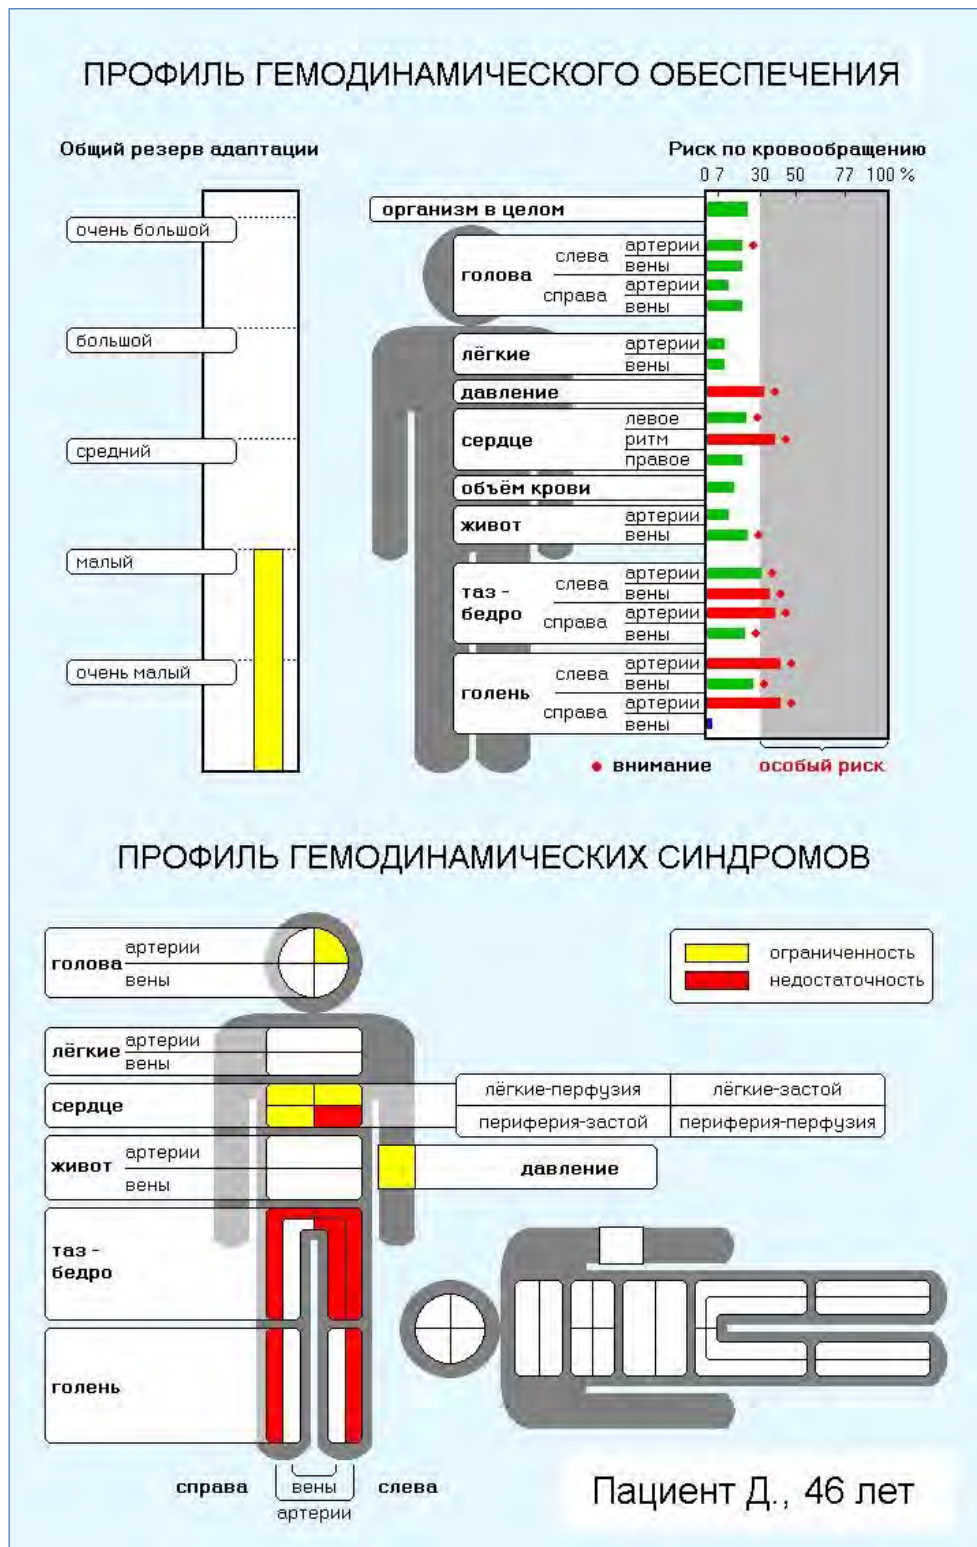 ПРОФИЛЬ ГЕМОДИНАМИЧЕСКОГО ОБЕСПЕЧЕНИЯ
Общий резерв адаптации
очень большой
большой
средний
малый
очень малый
Риск по кровообращению
0 7 30 50 77 100 %
организм в целом
голова
слева
артерии
вены
справа
артерии
вены
лёгкие
артерии
вены
давление
сердце
левое
ритм
правое
объём крови
живот
артерии
вены
таз -
бедро
слева
артерии
вены
справа
артерии
вены
голень
слева
артерии
вены
справа
артерии
вены
внимание
особый риск
ПРОФИЛЬ ГЕМОДИНАМИЧЕСКИХ СИНДРОМОВ
голова
артерии
вены
ограниченность
недостаточность
лёгкие
артерии
вены
сердце
лёгкие-перфузия
лёгкие-застой
периферия-застой
периферия-перфузия
живот
артерии
вены
давление
таз -
бедро
голень
справа
вены
слева
артерии
Пациент Д., 46 лет